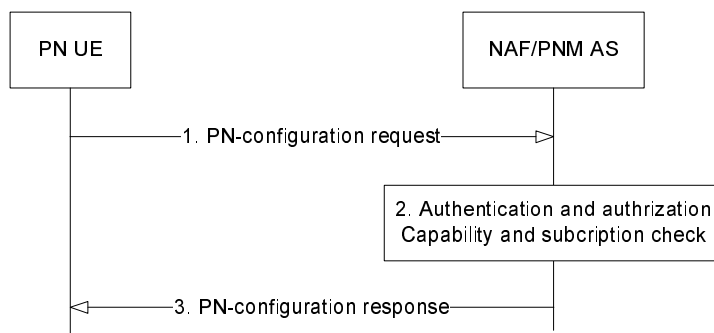 PN UE
NAF/PNM AS
1. PN-configuration request
2. Authentication and authrization
Capability and subcription check
3. PN-configuration response